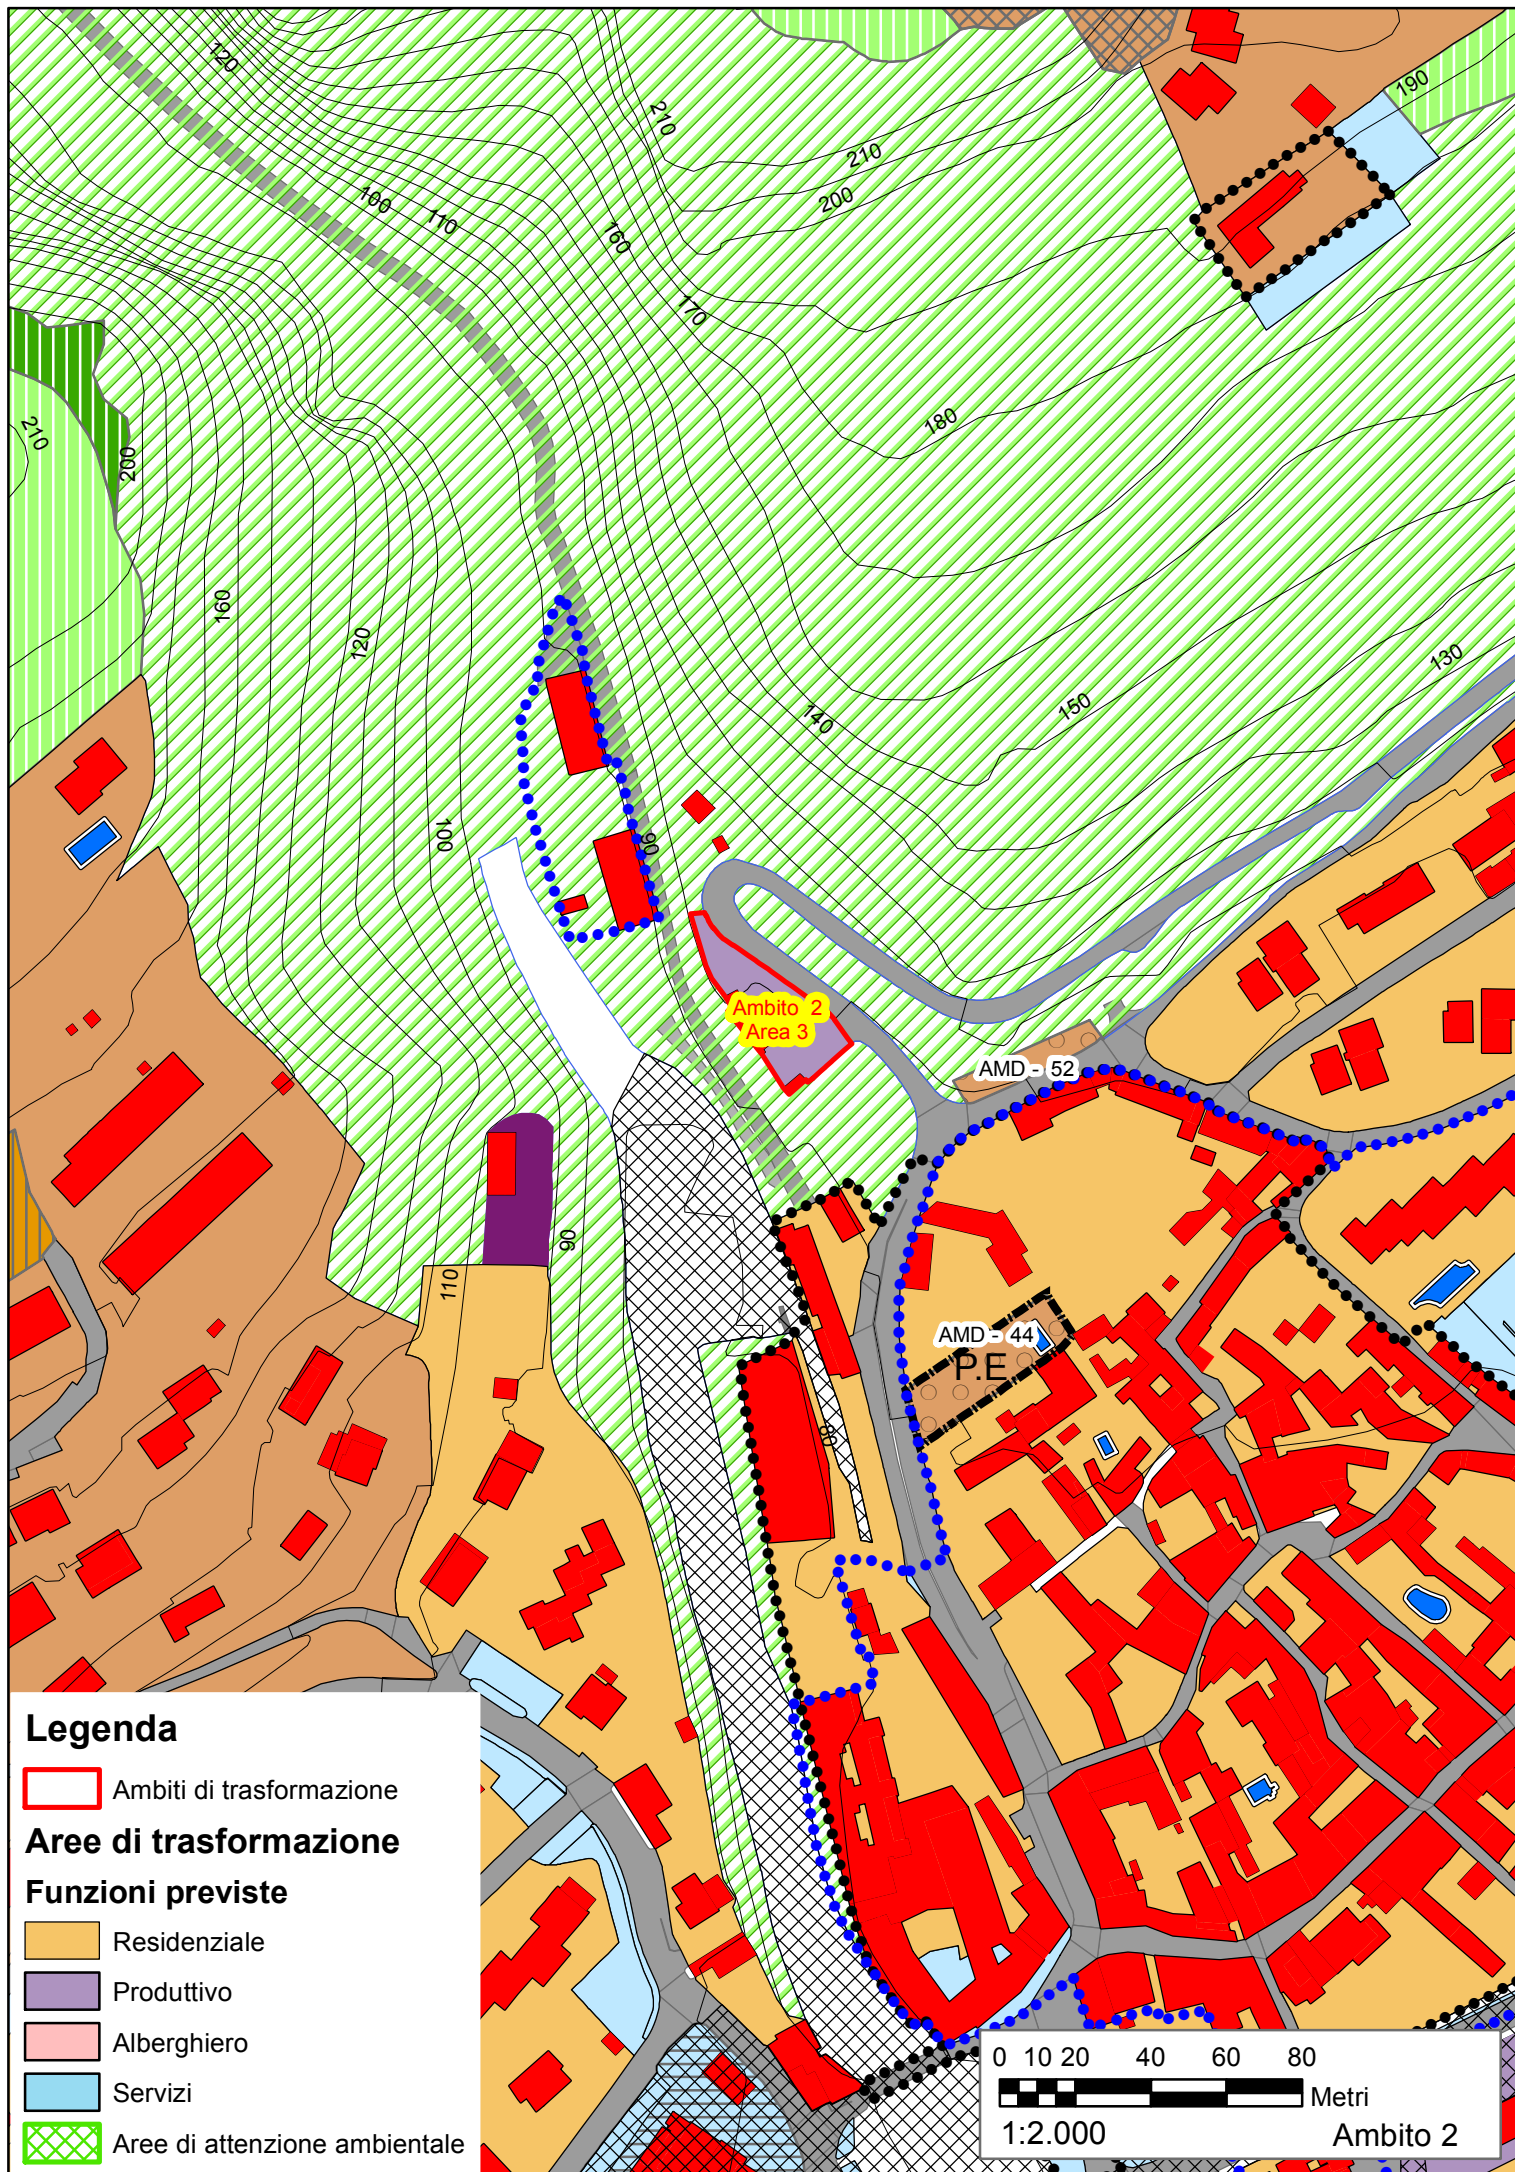 120
210
190
210
200
100
110
160
170
180
210
200
160
120
130
150
140
100
90
Ambito 2
Area 3
AMD - 52
90
110
AMD - 44
P.E
80
Legenda
Ambiti di trasformazione
Aree di trasformazione
Funzioni previste
Residenziale
Produttivo
Alberghiero
Servizi
Aree di attenzione ambientale
0 10 20 40 60 80
Metri
1:2.000
Ambito 2